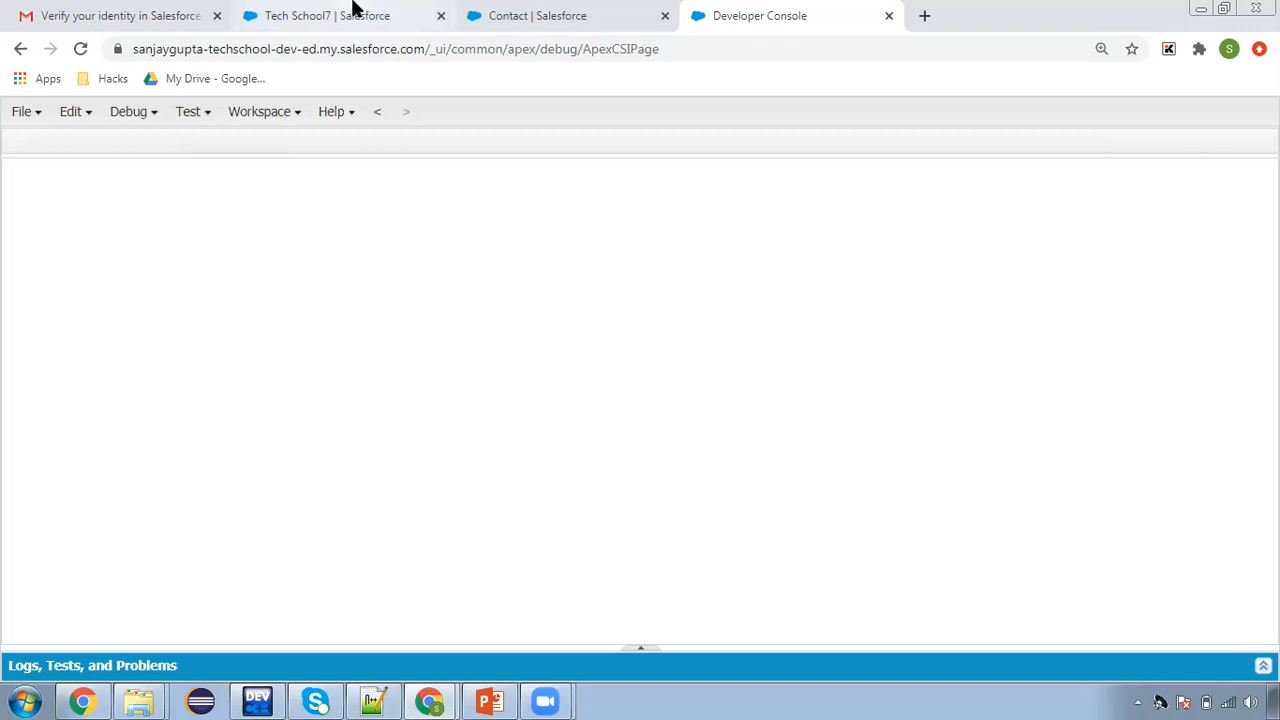 Verify your identity in Salesforce
Tech School7 | Salesforce
Contact | Salesforce
Developer Console
sanjaygupta-techschool-dev-ed.my.salesforce.com/_ui/common/apex/debug/ApexCSIPage
S
Apps
Hacks
My Drive - Google...
File
Edit
Debug
Test
Workspace
Help
<
>
Logs, Tests, and Problems
DEV
S